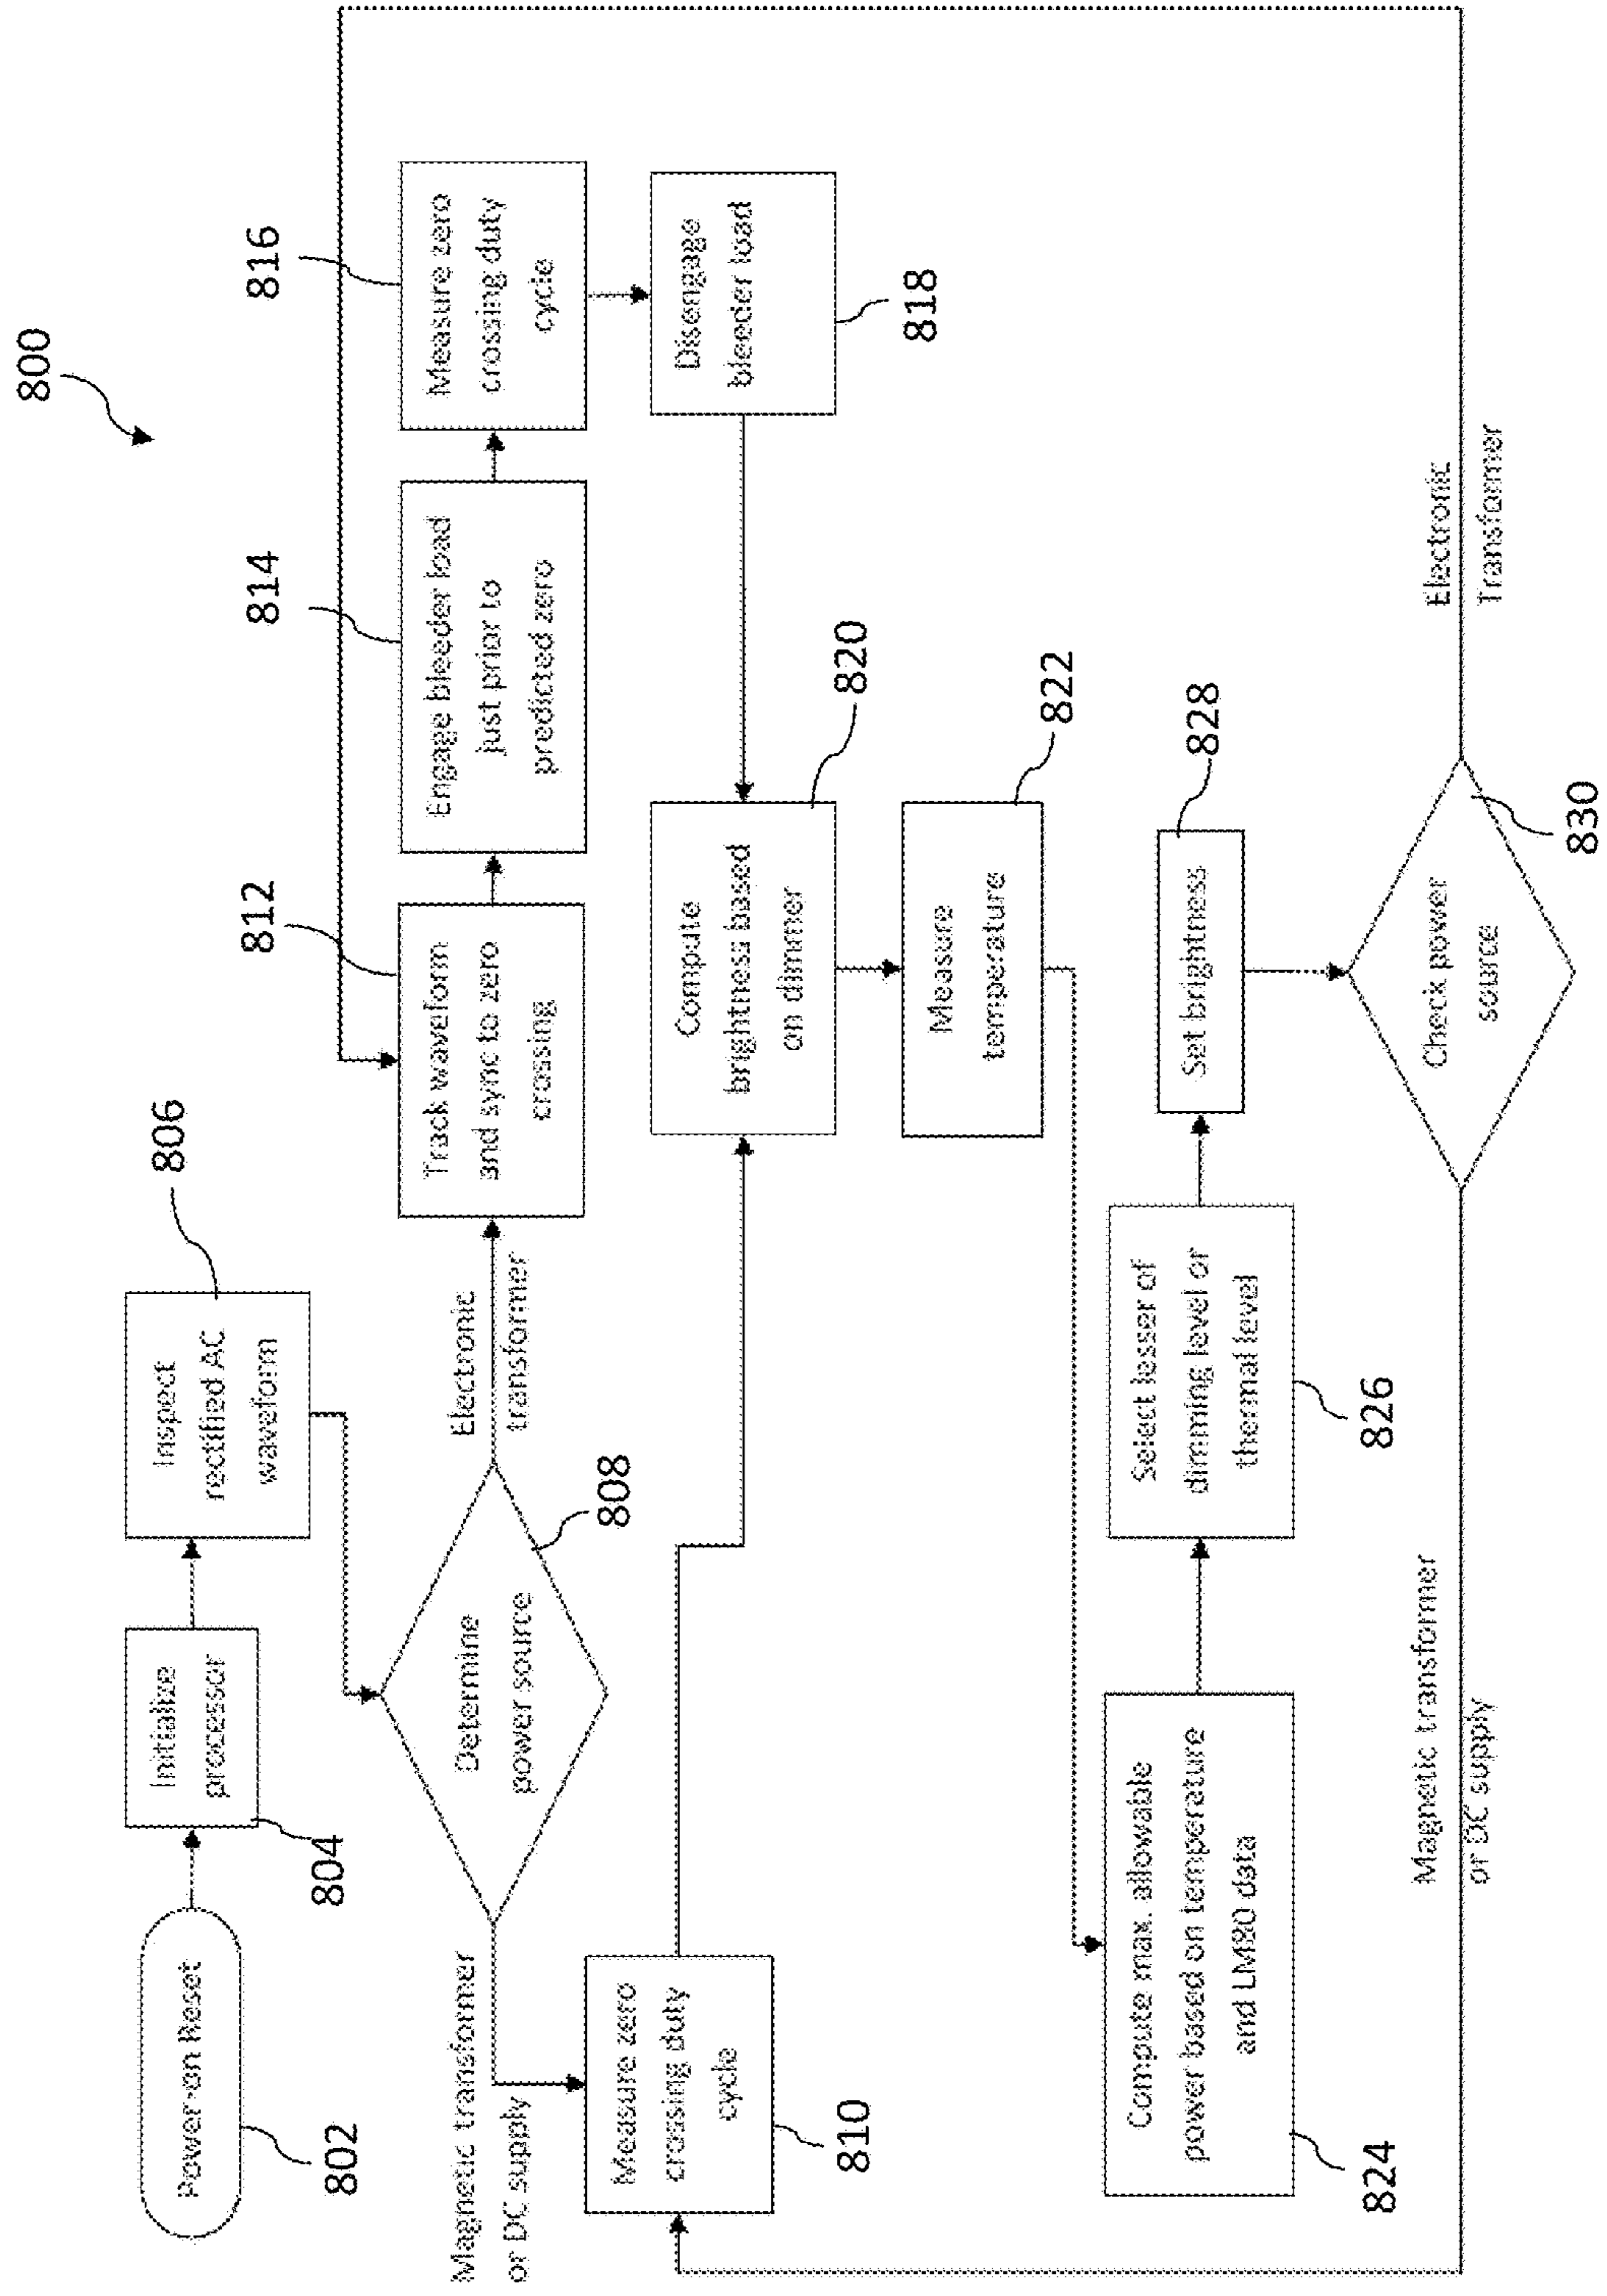 800
Power-on Reset
802
Initialize
processor
804
Inspect
rectified AC
waveform
806
Determine
power source
808
Magnetic transformer
or DC supply
Electronic
transformer
Measure zero
crossing duty
cycle
810
Track waveform
and sync to zero
crossing
812
Engage bleeder load
just prior to
predicted zero
814
Measure zero
crossing duty
cycle
816
Disengage
bleeder load
818
Compute
brightness based
on dimmer
820
Measure
temperature
822
Compute max. allowable
power based on temperature
and LM80 data
824
Select lesser of
dimming level or
thermal level
826
Set brightness
828
Check power
source
830
Magnetic transformer
or DC supply
Electronic
Transformer